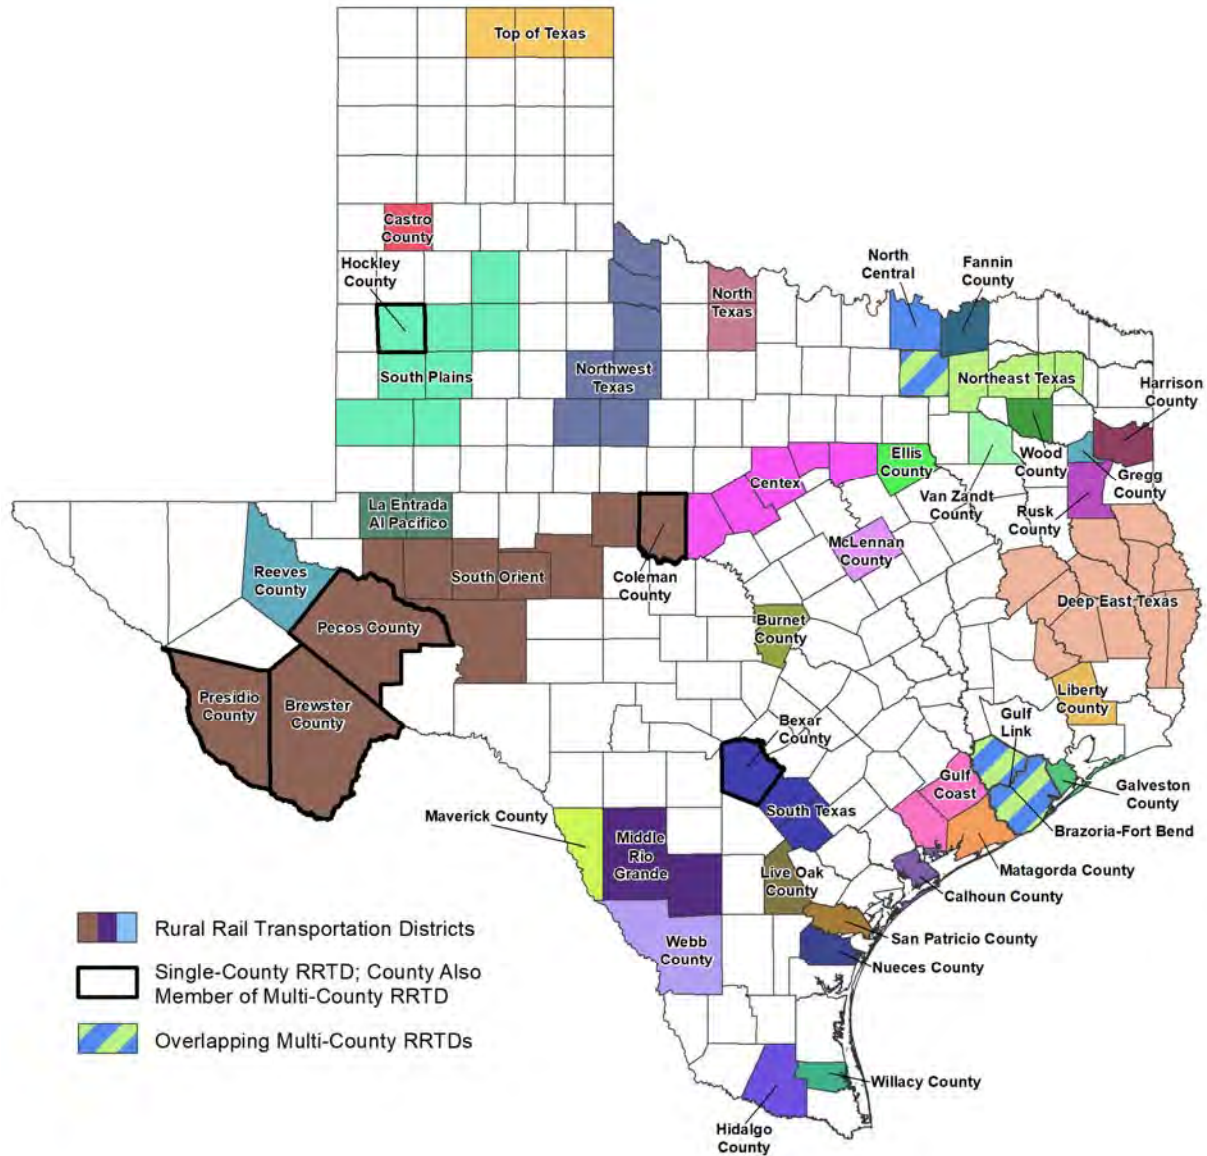 Top of Texas
Castro
County
Hockley
County
North
Central
Fannin
County
North
Texas
South Plains
Northwest
Texas
Northeast Texas
Harrison
County
Ellis
County
Wood
County
Gregg
County
Centex
Van Zandt
County
Rusk
County
La Entrada
Al Pacifico
McLennan
County
Reeves
County
South Orient
Coleman
County
Deep East Texas
Pecos County
Burnet
County
Presidio
County
Brewster
County
Liberty
County
Bexar
County
Gulf
Link
Gulf
Coast
Galveston
County
Maverick County
South Texas
Middle
Rio
Grande
Brazoria-Fort Bend
Live Oak
County
Matagorda County
Calhoun County
Webb
County
San Patricio County
Nueces County
Willacy County
Hidalgo
County
Rural Rail Transportation Districts
Single-County RRTD; County Also
Member of Multi-County RRTD
Overlapping Multi-County RRTDs